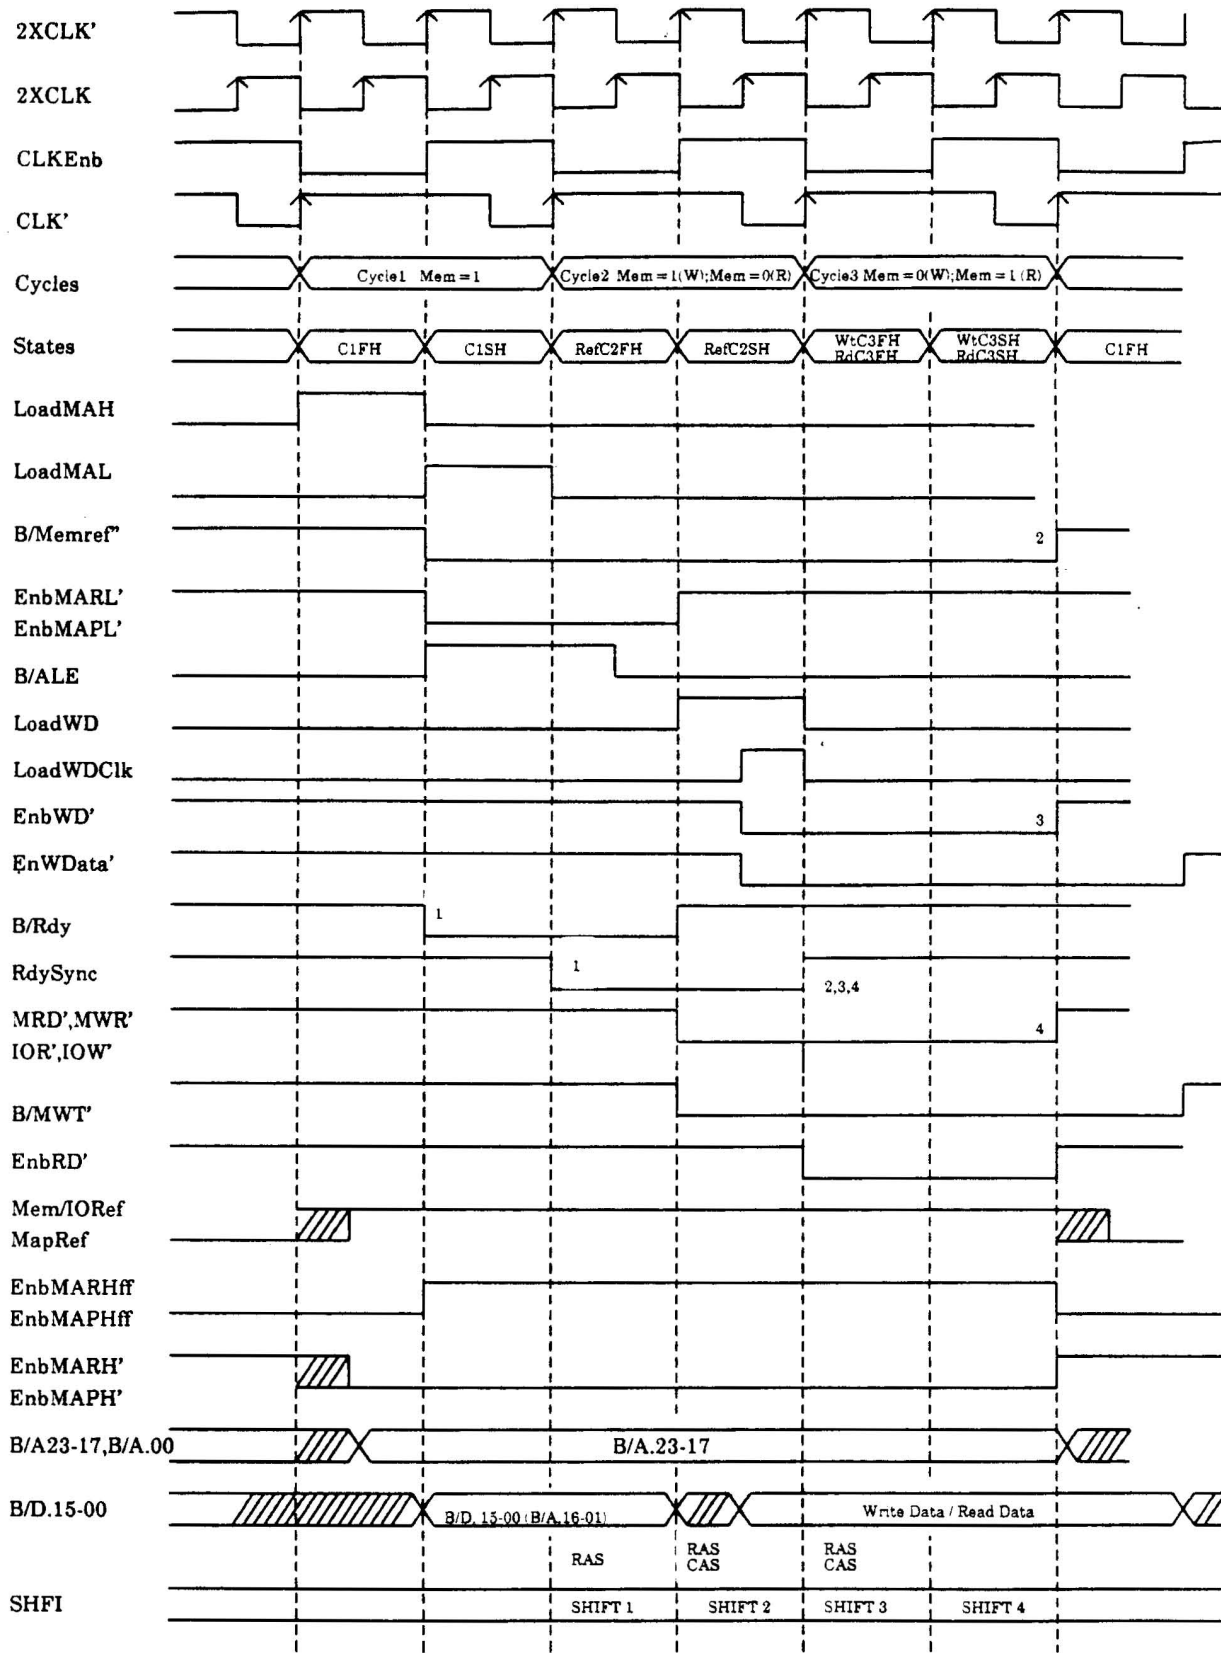 2XCLK'
2XCLK
CLKEnb
CLK'
Cycles
Cycle1 Mem=1
Cycle2 Mem=1(W);Mem=0(R)
Cycle3 Mem=0(W);Mem=1(R)
States
C1FH
C1SH
RefC2FH
RefC2SH
WtC3FH
RdC3FH
WtC3SH
RdC3SH
C1FH
LoadMAH
LoadMAL
B/Memref"
2
EnbMARL'
EnbMAPL'
B/ALE
LoadWD
LoadWDClk
EnbWD'
3
EnWData'
B/Rdy
1
RdySync
1
2,3,4
MRD',MWR'
IOR',IOW'
4
B/MWT'
EnbRD'
Mem/IORef
MapRef
EnbMARHff
EnbMAPHff
EnbMARH'
EnbMAPH'
B/A23-17,B/A.00
B/A.23-17
B/D.15-00
B/D. 15-00 (B/A.16-01)
Write Data / Read Data
RAS
RAS
CAS
RAS
CAS
SHFI
SHIFT 1
SHIFT 2
SHIFT 3
SHIFT 4